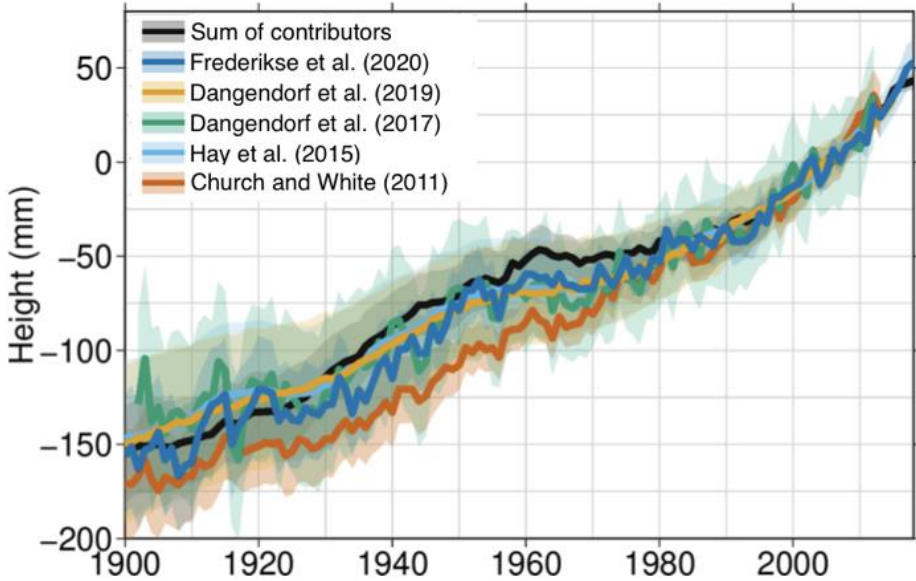 Sum of contributors
Frederikse et al. (2020)
Dangendorf et al. (2019)
Dangendorf et al. (2017)
Hay et al. (2015)
Church and White (2011)
Height (mm)
50
0
−50
−100
−150
−200
1900 1920 1940 1960 1980 2000